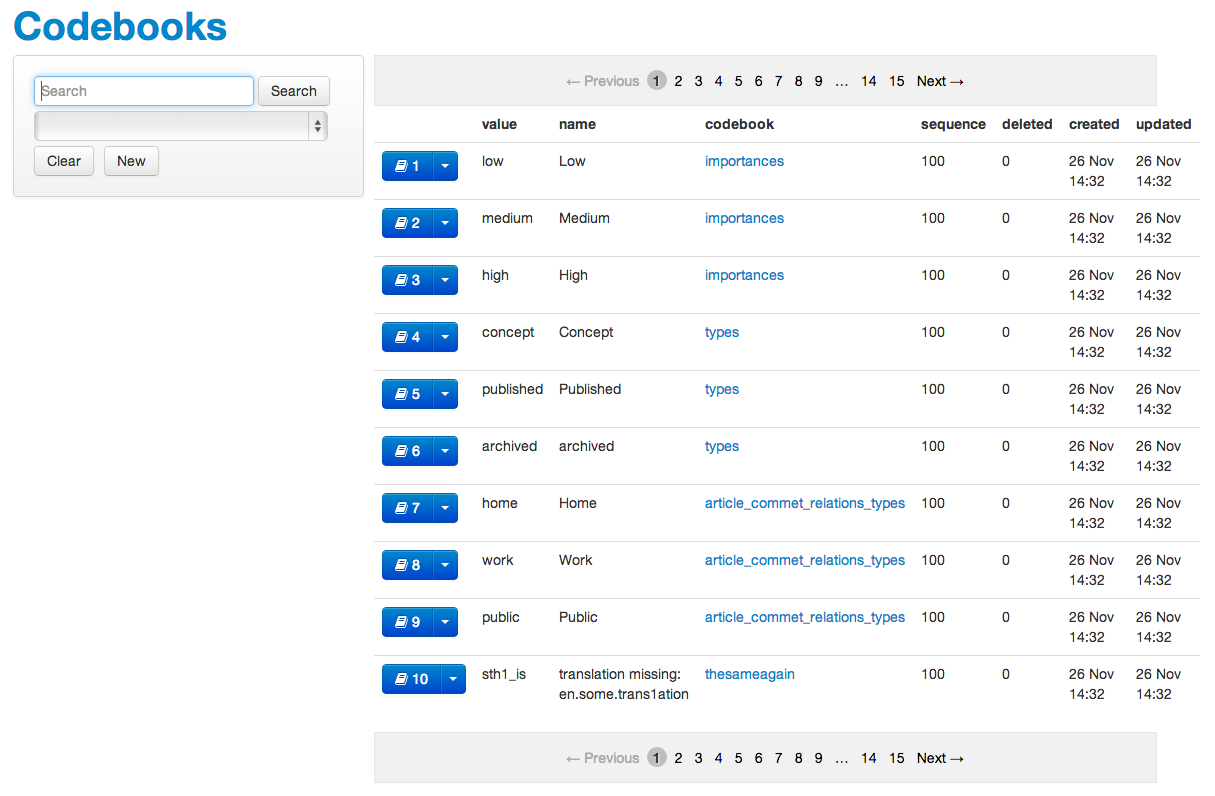 Codebooks
Search Search
Clear New
← Previous 1 2 3 4 5 6 7 8 9 … 14 15 Next →
value name codebook sequence deleted created updated
1 low Low importances 100 0 26 Nov 26 Nov
14:32 14:32
2 medium Medium importances 100 0 26 Nov 26 Nov
14:32 14:32
3 high High importances 100 0 26 Nov 26 Nov
14:32 14:32
4 concept Concept types 100 0 26 Nov 26 Nov
14:32 14:32
5 published Published types 100 0 26 Nov 26 Nov
14:32 14:32
6 archived archived types 100 0 26 Nov 26 Nov
14:32 14:32
7 home Home article_commet_relations_types 100 0 26 Nov 26 Nov
14:32 14:32
8 work Work article_commet_relations_types 100 0 26 Nov 26 Nov
14:32 14:32
9 public Public article_commet_relations_types 100 0 26 Nov 26 Nov
14:32 14:32
10 sth1_is translation missing: thesameagain 100 0 26 Nov 26 Nov
en.some.trans1ation 14:32 14:32
← Previous 1 2 3 4 5 6 7 8 9 … 14 15 Next →